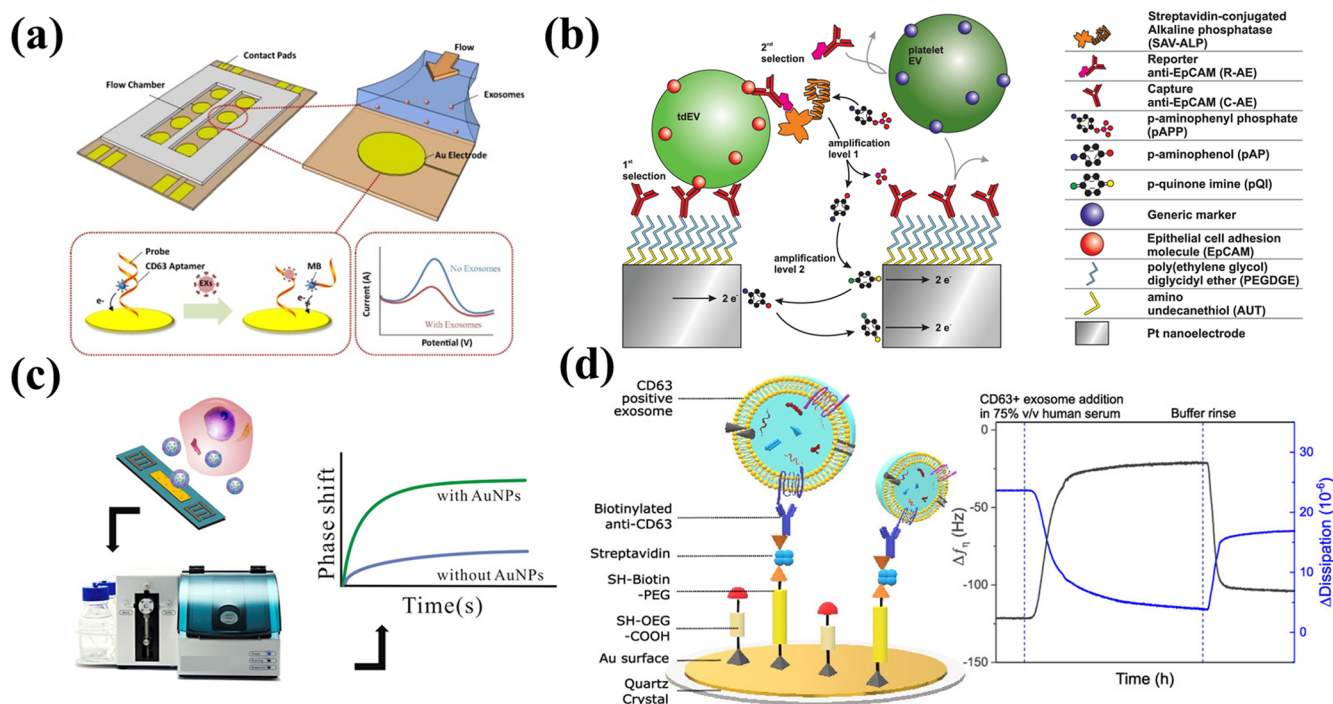 (a)
Contact Pads
Flow Chamber
Flow
Exosomes
Au Electrode
Probe
CD63 Aptamer
EXs
MB
e-
e-
Current (A)
No Exosomes
With Exosomes
Potential (V)
(b)
2nd
selection
platelet
EV
tdEV
1st
selection
amplification
level 1
amplification
level 2
2 e-
2 e-
2 e-
Streptavidin-conjugated
Alkaline phosphatase
(SAV-ALP)
Reporter
anti-EpCAM (R-AE)
Capture
anti-EpCAM (C-AE)
p-aminophenyl phosphate
(pAPP)
p-aminophenol (pAP)
p-quinone imine (pQI)
Generic marker
Epithelial cell adhesion
molecule (EpCAM)
poly(ethylene glycol)
diglycidyl ether (PEGDGE)
amino
undecanethiol (AUT)
Pt nanoelectrode
(c)
Phase shift
with AuNPs
without AuNPs
Time(s)
(d)
CD63
positive
exosome
Biotinylated
anti-CD63
Streptavidin
SH-Biotin
-PEG
SH-OEG
-COOH
Au surface
Quartz
Crystal
CD63+ exosome addition
in 75% v/v human serum
Buffer rinse
0
-50
-100
-150
Δfη (Hz)
30
20
10
0
ΔDissipation (10-6)
Time (h)